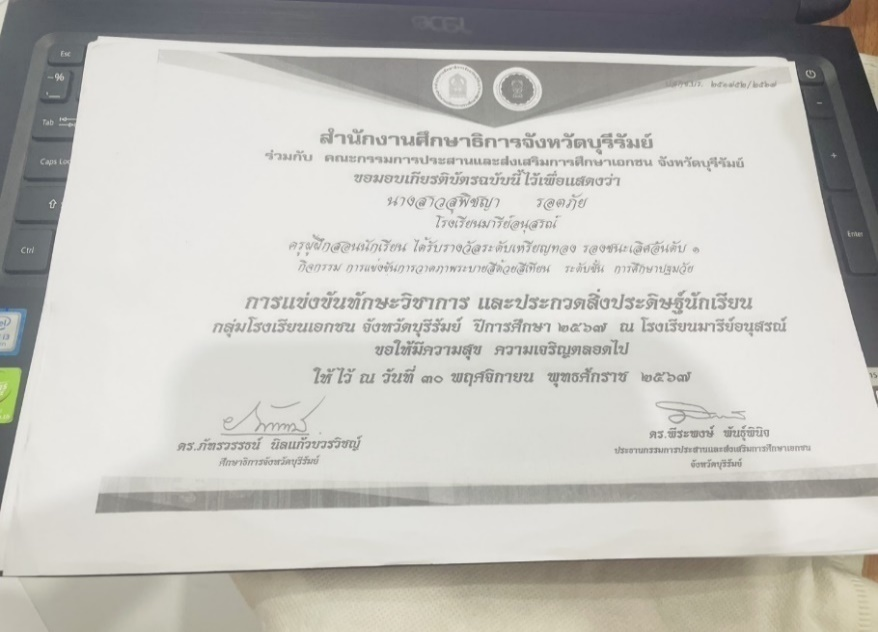 acer
Esc
-%
Tab
Caps Lo
Ctrl
Enter
๒๕๑๔๕๒/๒๕๖๗
สำนักงานศึกษาธิการจังหวัดบุรีรัมย์
ร่วมกับ คณะกรรมการประสานและส่งเสริมการศึกษาเอกชน จังหวัดบุรีรัมย์
ขอมอบเกียรติบัตรฉบับนี้ไว้เพื่อแสดงว่า
นางสาวสุพิชญา รอดภัย
โรงเรียนมารีย์อนุสรณ์
ครูผู้ฝึกสอนนักเรียน ได้รับรางวัลระดับเหรียญทอง รองชนะเลิศอันดับ ๑
กิจกรรม การแข่งขันการวาดภาพระบายสีด้วยสีเทียน ระดับชั้น การศึกษาปฐมวัย
การแข่งขันทักษะวิชาการ และประกวดสิ่งประดิษฐ์นักเรียน
กลุ่มโรงเรียนเอกชน จังหวัดบุรีรัมย์ ปีการศึกษา ๒๕๖๗ ณ โรงเรียนมารีย์อนุสรณ์
ขอให้มีความสุข ความเจริญตลอดไป
ให้ไว้ ณ วันที่ ๓๐ พฤศจิกายน พุทธศักราช ๒๕๖๗
ดร.ภัทรวรรธน์ นิลแก้วบวรวิชญ์
ศึกษาธิการจังหวัดบุรีรัมย์
ดร.พีระพงษ์ พันธุ์พินิจ
ประธานกรรมการประสานและส่งเสริมการศึกษาเอกชน
จังหวัดบุรีรัมย์